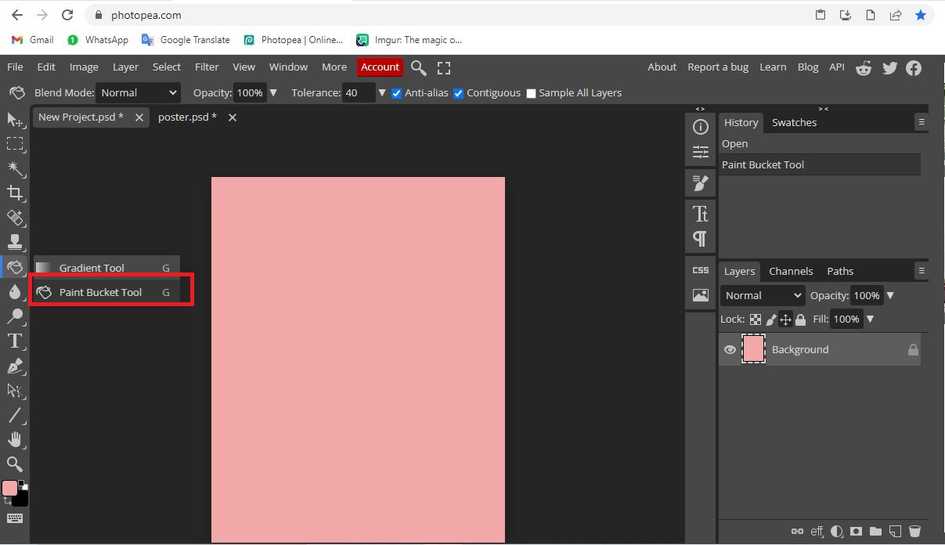 photopea.com
Gmail WhatsApp Google Translate Photopea | Online... Imgur: The magic o...
File Edit Image Layer Select Filter View Window More Account About Report a bug Learn Blog API
Blend Mode: Normal Opacity: 100% Tolerance: 40 Anti-alias Contiguous Sample All Layers
New Project.psd * poster.psd *
History Swatches
Open
Paint Bucket Tool
Gradient Tool G
Paint Bucket Tool G
CSS
Layers Channels Paths
Normal Opacity: 100%
Lock: Fill: 100%
Background
eff